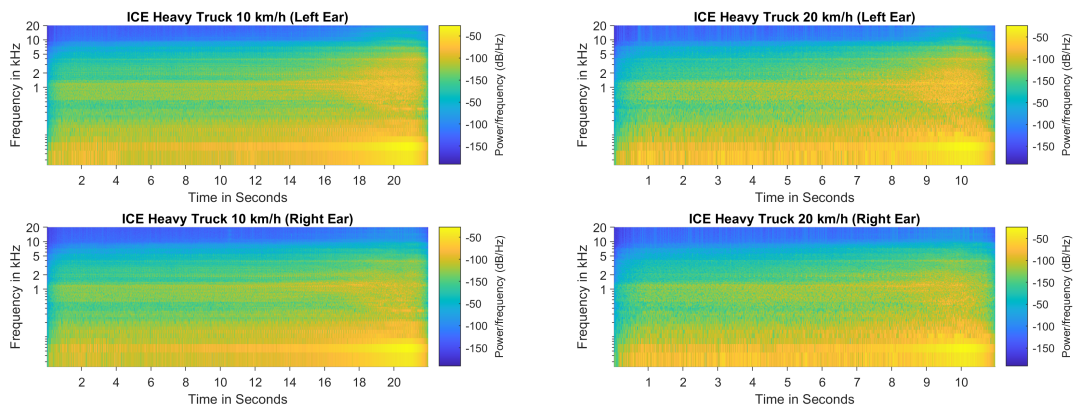 ICE Heavy Truck 10 km/h (Left Ear)
20
10
5
2
1
Frequency in kHz
2 4 6 8 10 12 14 16 18 20
Time in Seconds
-50
-100
-150
-50
-100
-150
Power/frequency (dB/Hz)
ICE Heavy Truck 20 km/h (Left Ear)
20
10
5
2
1
Frequency in kHz
1 2 3 4 5 6 7 8 9 10
Time in Seconds
-50
-100
-150
-50
-100
-150
Power/frequency (dB/Hz)
ICE Heavy Truck 10 km/h (Right Ear)
20
10
5
2
1
Frequency in kHz
2 4 6 8 10 12 14 16 18 20
Time in Seconds
-50
-100
-150
-50
-100
-150
Power/frequency (dB/Hz)
ICE Heavy Truck 20 km/h (Right Ear)
20
10
5
2
1
Frequency in kHz
1 2 3 4 5 6 7 8 9 10
Time in Seconds
-50
-100
-150
-50
-100
-150
Power/frequency (dB/Hz)